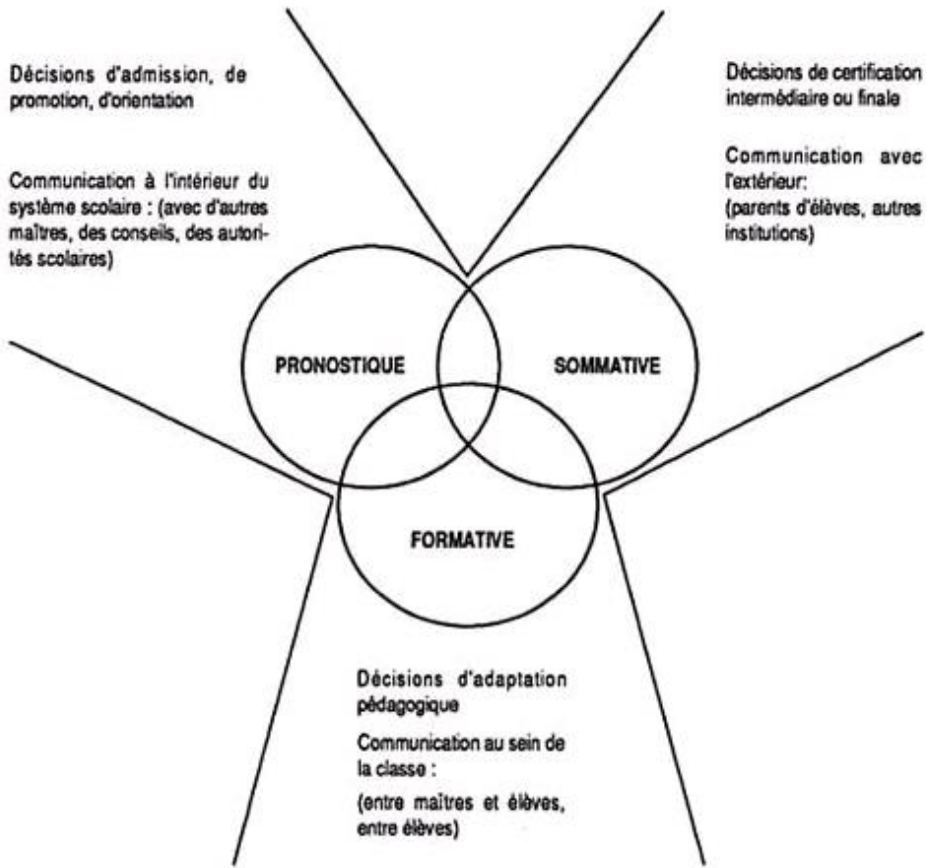 Décisions d'admission, de
promotion, d'orientation
Communication à l'intérieur du
système scolaire : (avec d'autres
maîtres, des conseils, des autori-
tés scolaires)
Décisions de certification
intermédiaire ou finale
Communication avec
l'extérieur:
(parents d'élèves, autres
institutions)
PRONOSTIQUE
SOMMATIVE
FORMATIVE
Décisions d'adaptation
pédagogique
Communication au sein de
la classe :
(entre maîtres et élèves,
entre élèves)